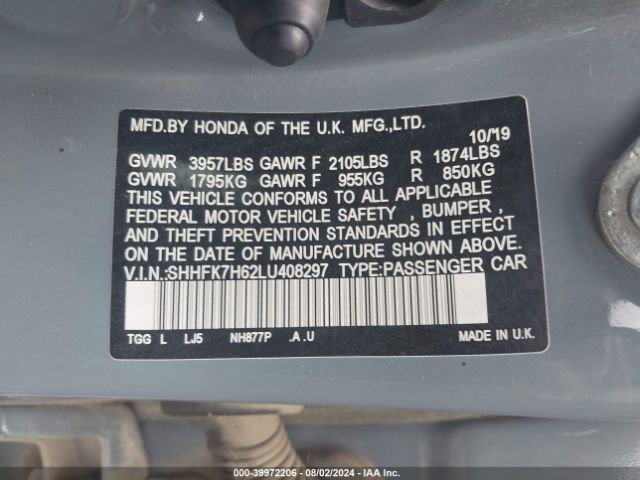 MFD.BY HONDA OF THE U.K. MFG.,LTD.
10/19
GVWR 3957LBS GAWR F 2105LBS R 1874LBS
GVWR 1795KG GAWR F 955KG R 850KG
THIS VEHICLE CONFORMS TO ALL APPLICABLE
FEDERAL MOTOR VEHICLE SAFETY , BUMPER ,
AND THEFT PREVENTION STANDARDS IN EFFECT
ON THE DATE OF MANUFACTURE SHOWN ABOVE.
V.I.N.:SHHFK7H62LU408297 TYPE:PASSENGER CAR
TGG L LJ5 NH877P .A .U MADE IN U.K.
000-39972206 - 08/02/2024 - IAA Inc.